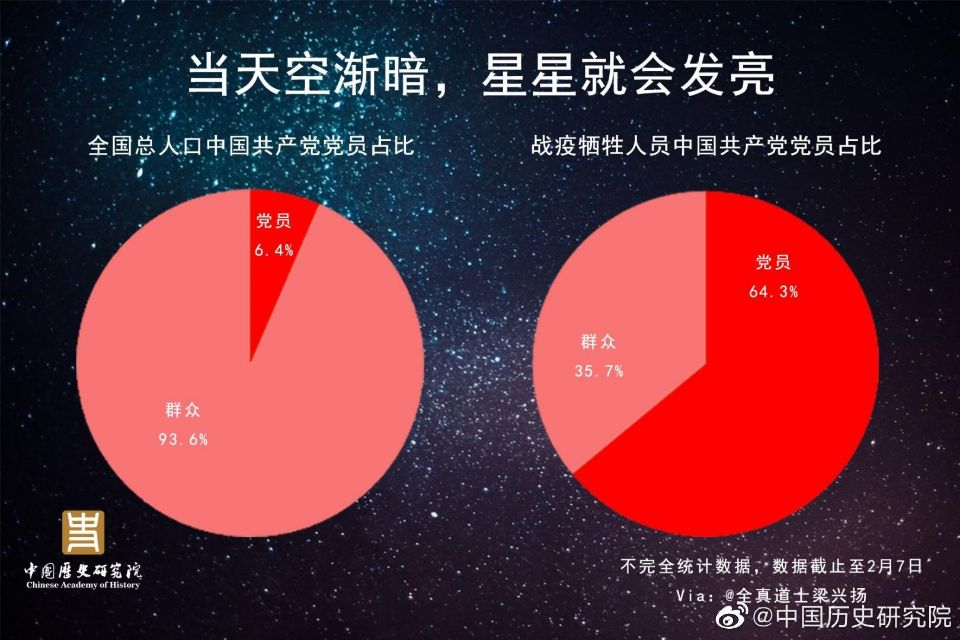 当天空渐暗，星星就会发亮
全国总人口中国共产党党员占比
战疫牺牲人员中国共产党党员占比
党员
6.4%
群众
93.6%
党员
64.3%
群众
35.7%
中国历史研究院
Chinese Academy of History
不完全统计数据，数据截止至2月7日
Via：@全真道士梁兴扬
@中国历史研究院